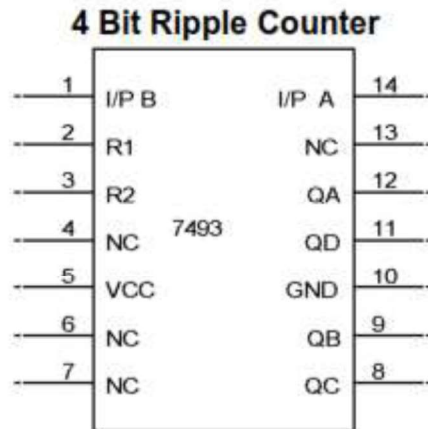 4 Bit Ripple Counter
1 I/P B I/P A 14
2 R1 NC 13
3 R2 QA 12
4 NC 7493 QD 11
5 VCC GND 10
6 NC QB 9
7 NC QC 8